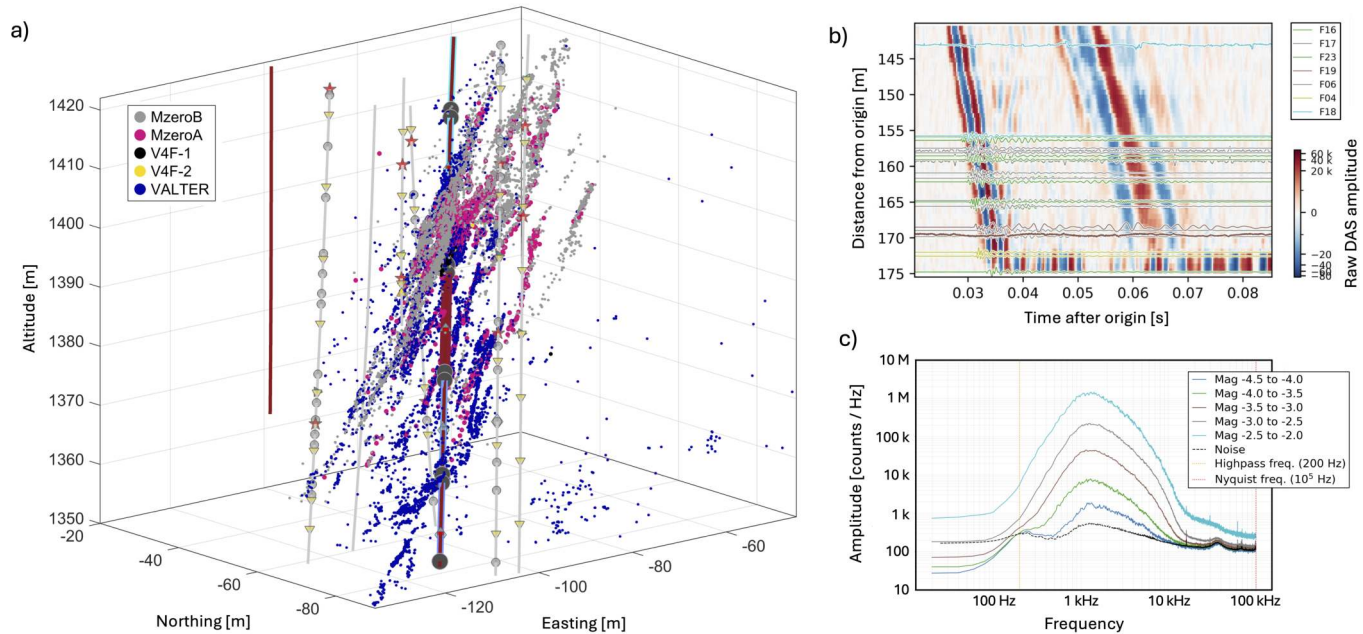 a)
1420
1410
1400
1390
1380
1370
1360
1350
Altitude [m]
MzeroB
MzeroA
V4F-1
V4F-2
VALTER
-20
-40
-60
-80
Northing [m]
-120
-100
-80
-60
Easting [m]
b)
145
150
155
160
165
170
175
Distance from origin [m]
0.03 0.04 0.05 0.06 0.07 0.08
Time after origin [s]
F16
F17
F23
F19
F06
F04
F18
60 k
40 k
20 k
0
-20
-40
-60
-80
Raw DAS amplitude
c)
10 M
1 M
100 k
10 k
1 k
100
10
Amplitude [counts / Hz]
100 Hz 1 kHz 10 kHz 100 kHz
Frequency
Mag -4.5 to -4.0
Mag -4.0 to -3.5
Mag -3.5 to -3.0
Mag -3.0 to -2.5
Mag -2.5 to -2.0
Noise
Highpass freq. (200 Hz)
Nyquist freq. (10⁵ Hz)